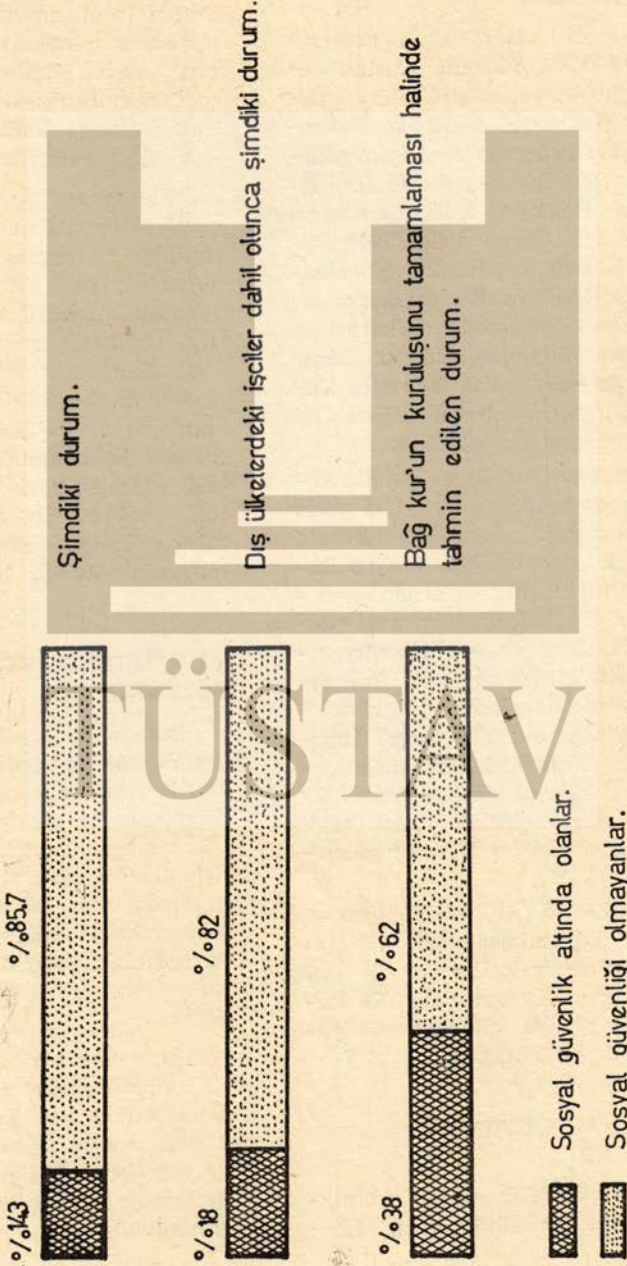 %14.3 %85.7
Şimdiki durum.
%18 %82
Dış ülkelerdeki işciler dahil olunca şimdiki durum.
%38 %62
Bağ kur'un kuruluşunu tamamlaması halinde
tahmin edilen durum.
Sosyal güvenlik altında olanlar.
Sosyal güvenliği olmayanlar.
TÜSTAV